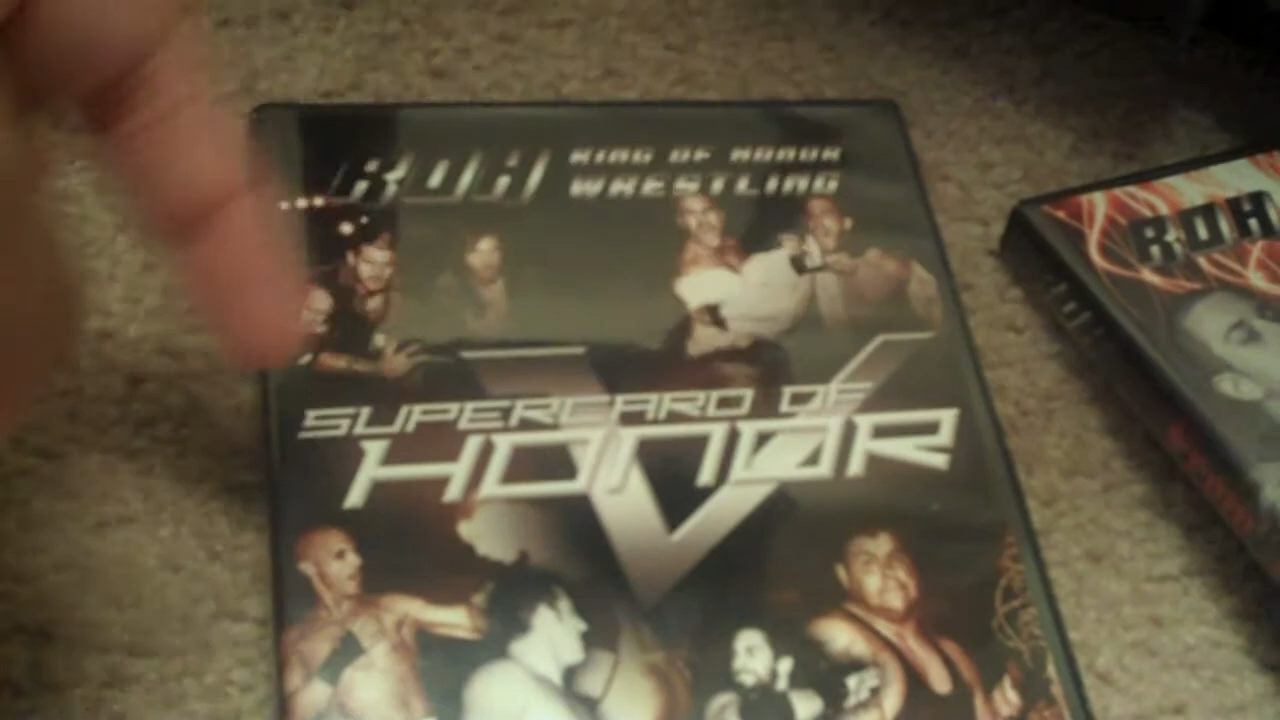 ROH RING OF HONOR
WRESTLING
V
SUPERCARD OF
HONOR
ROH